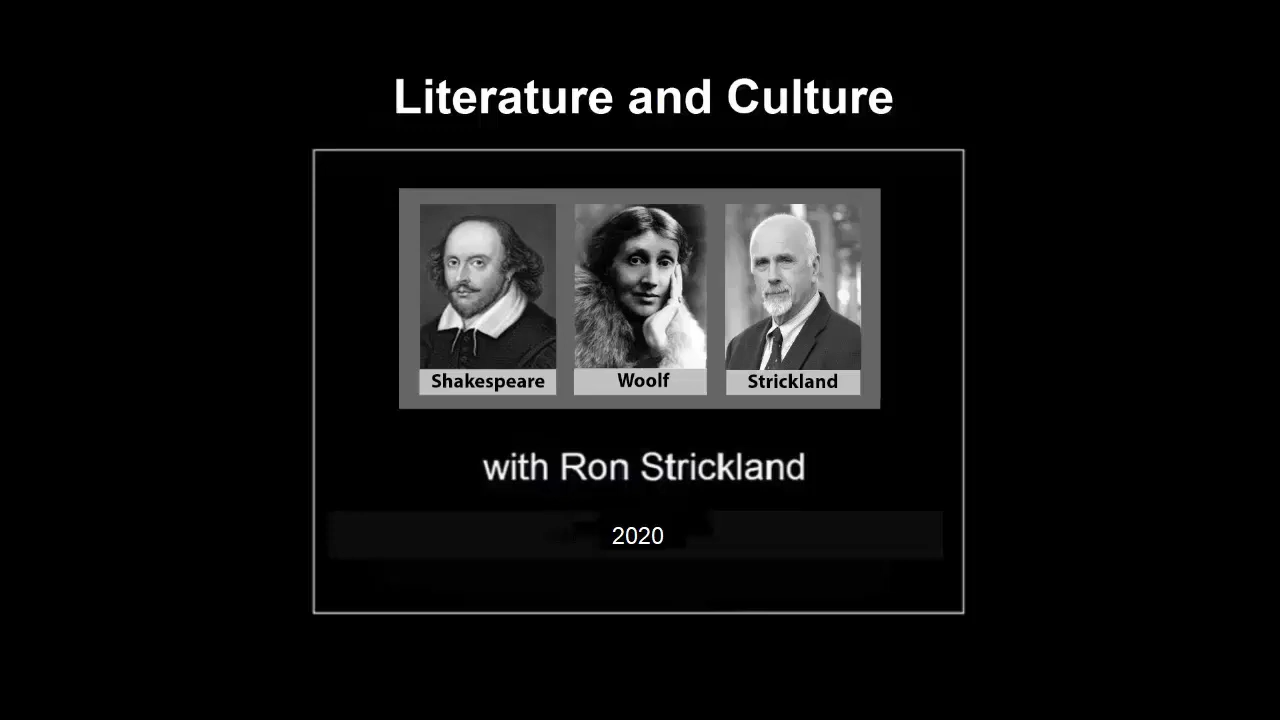 Literature and Culture
Shakespeare Woolf Strickland
with Ron Strickland
2020